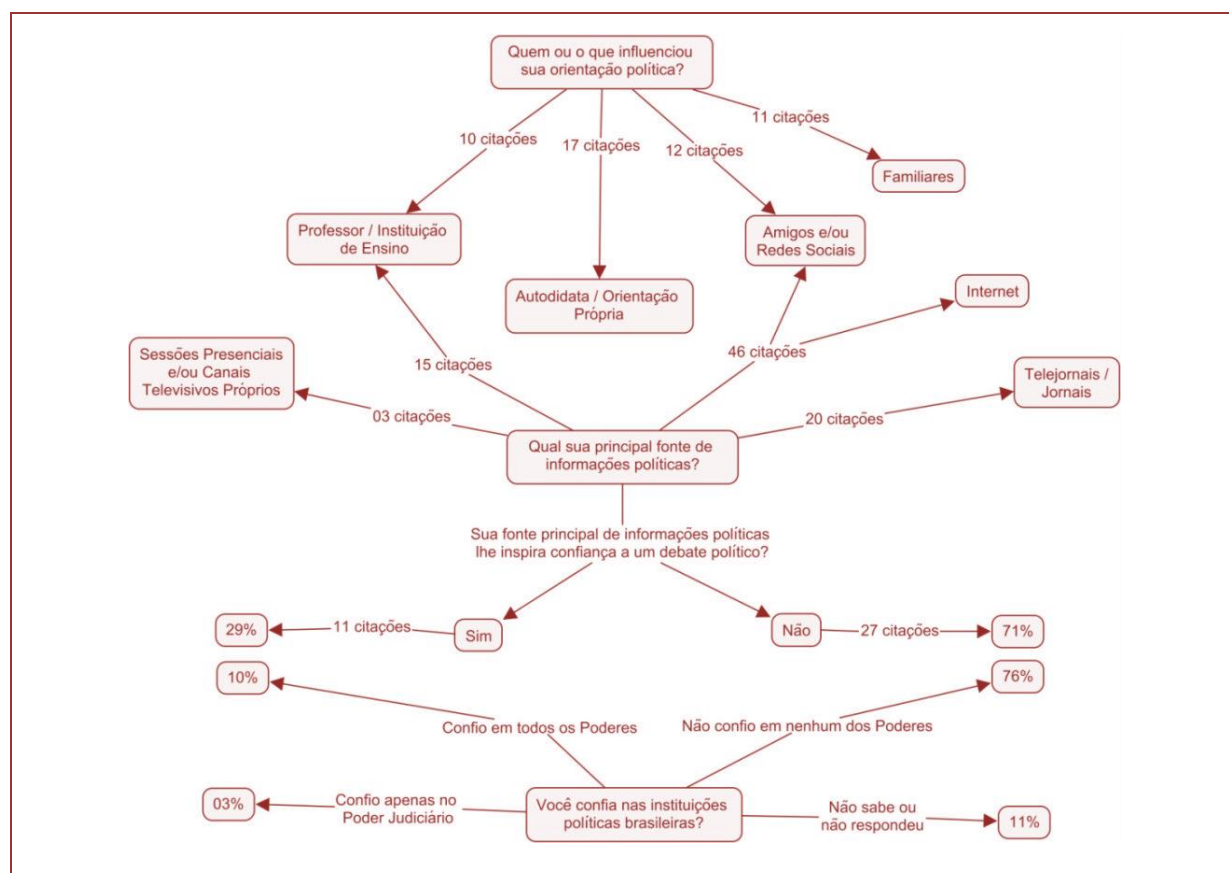 Quem ou o que influenciou
sua orientação política?
11 citações
10 citações
17 citações
12 citações
Familiares
Professor / Instituição
de Ensino
Amigos e/ou
Redes Sociais
Autodidata / Orientação
Própria
Internet
Sessões Presenciais
e/ou Canais
Televisivos Próprios
15 citações
46 citações
Telejornais /
Jornais
03 citações
20 citações
Qual sua principal fonte de
informações políticas?
Sua fonte principal de informações políticas
lhe inspira confiança a um debate político?
29%
11 citações
Sim
Não
27 citações
71%
10%
76%
Confio em todos os Poderes
Não confio em nenhum dos Poderes
03%
Confio apenas no
Poder Judiciário
Você confia nas instituições
políticas brasileiras?
Não sabe ou
não respondeu
11%